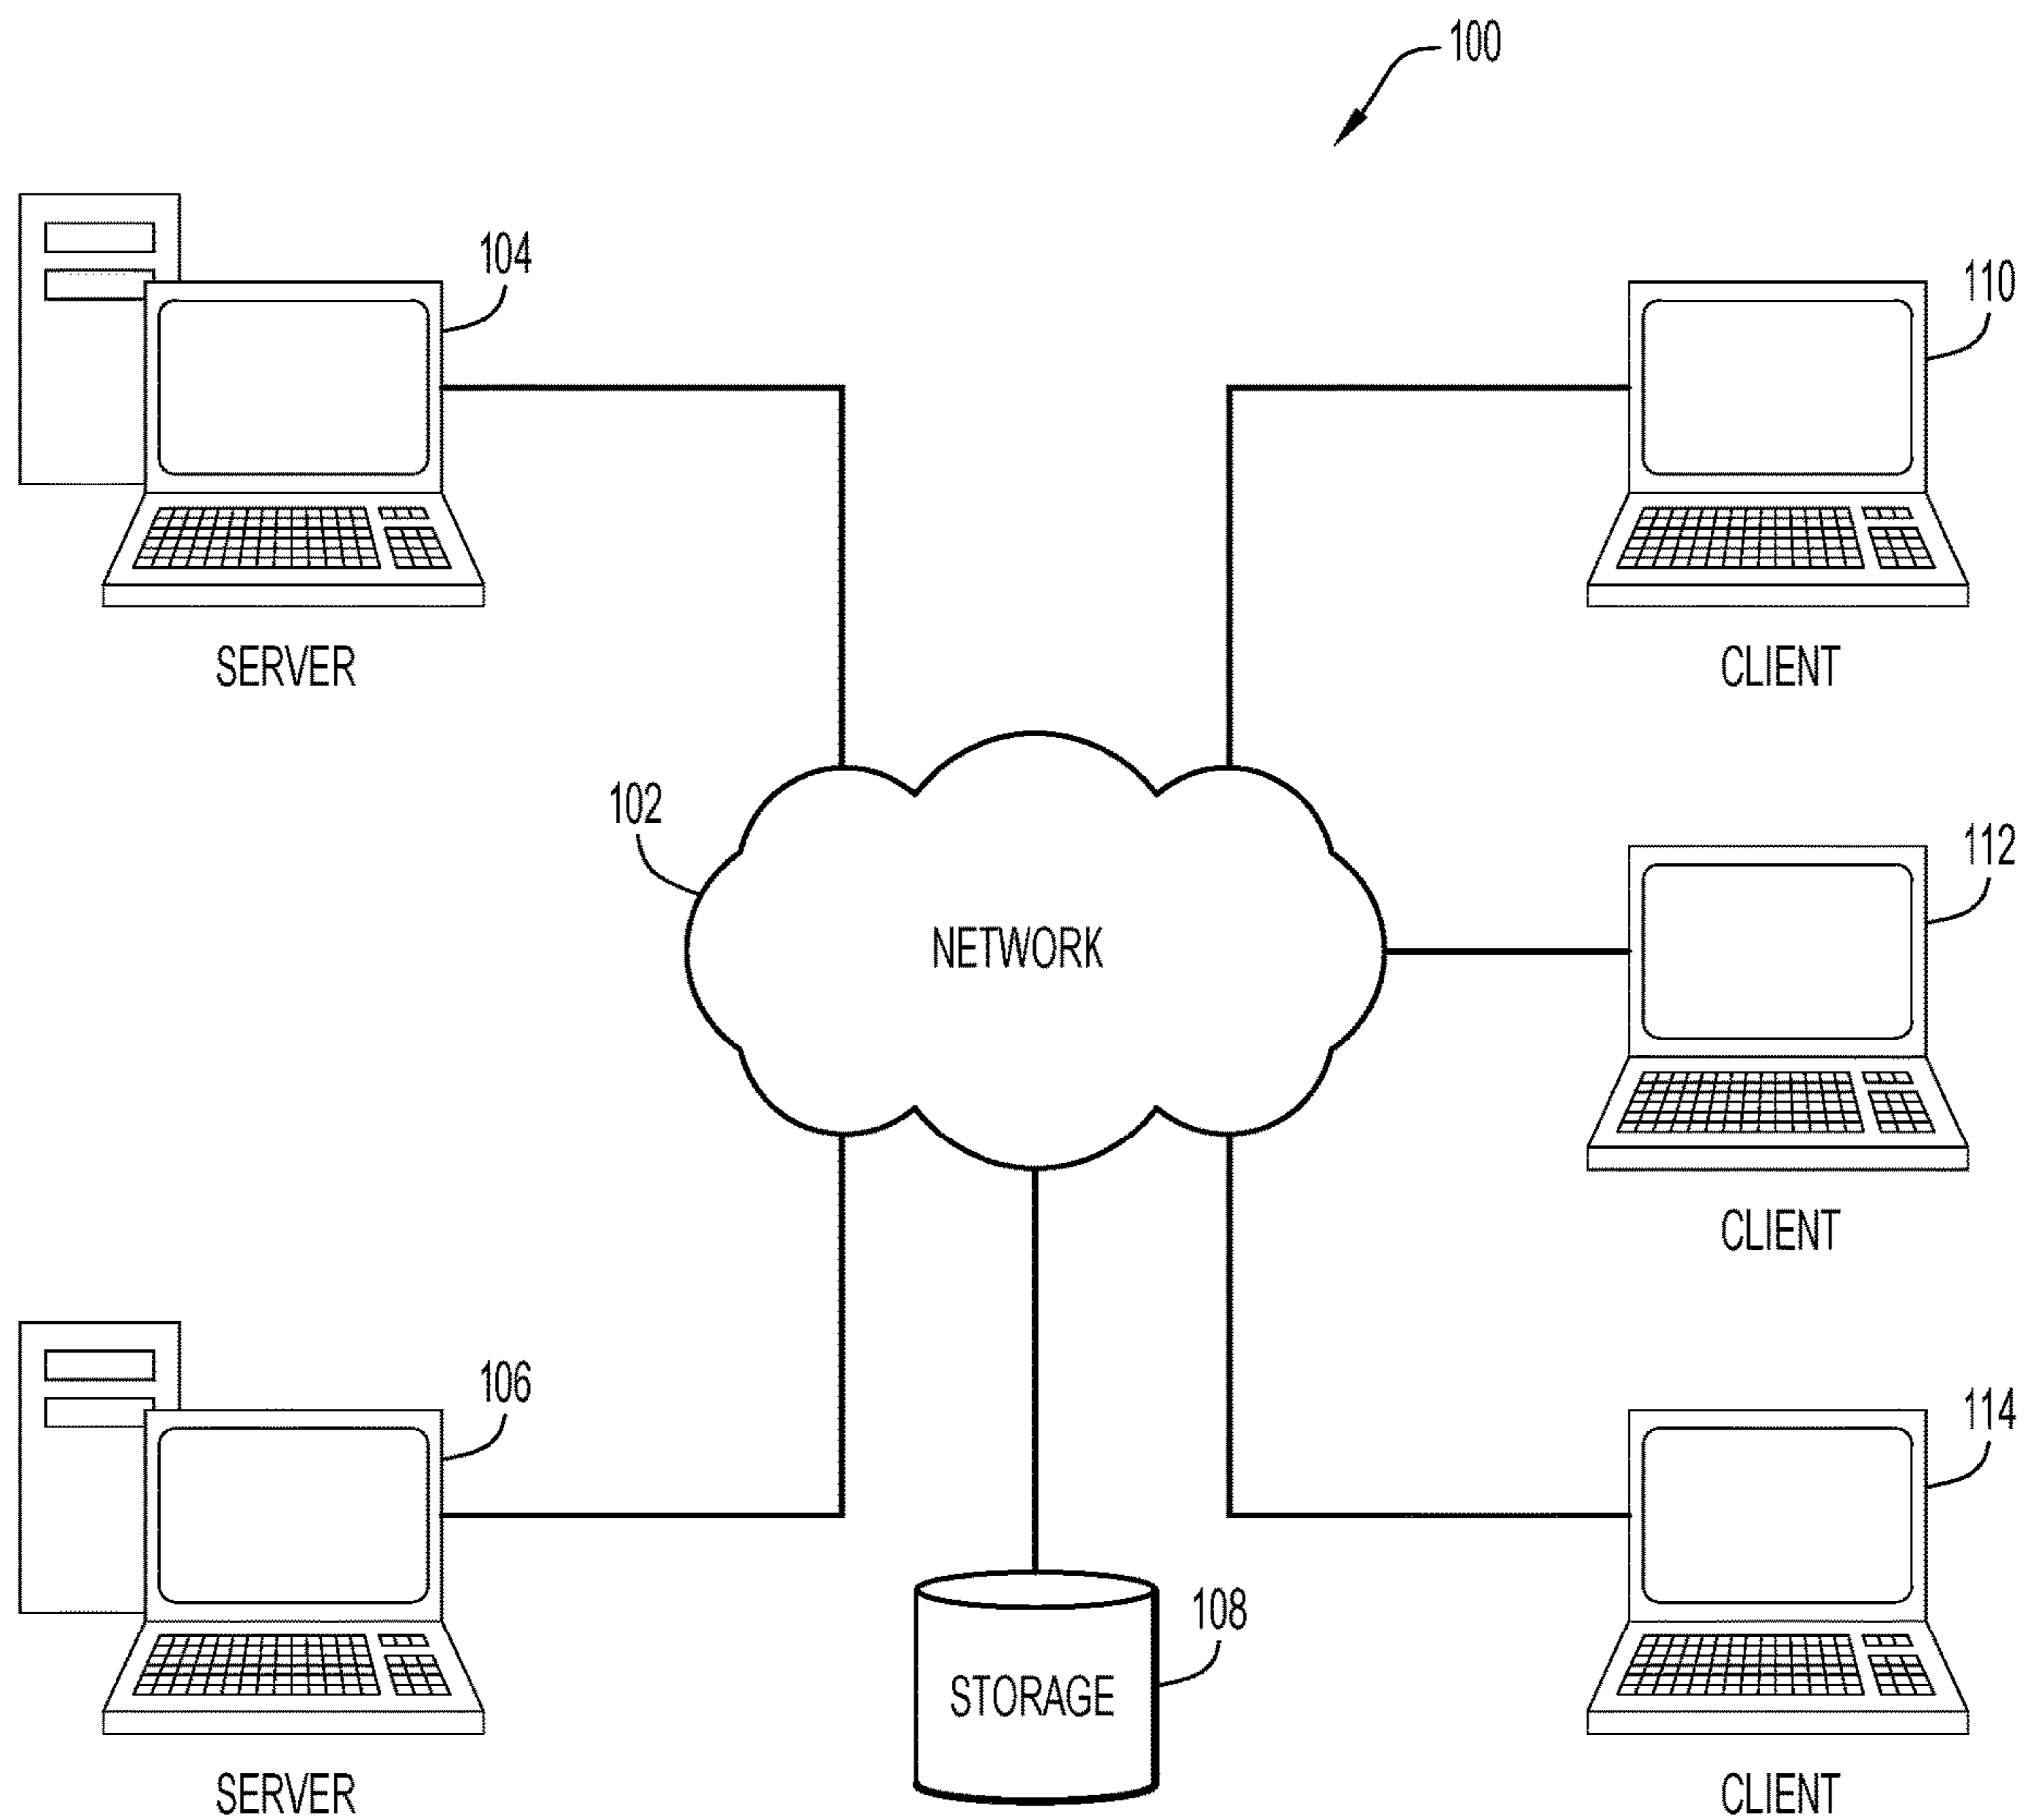 100
104
110
SERVER
CLIENT
102
112
NETWORK
CLIENT
106
114
108
STORAGE
SERVER
CLIENT